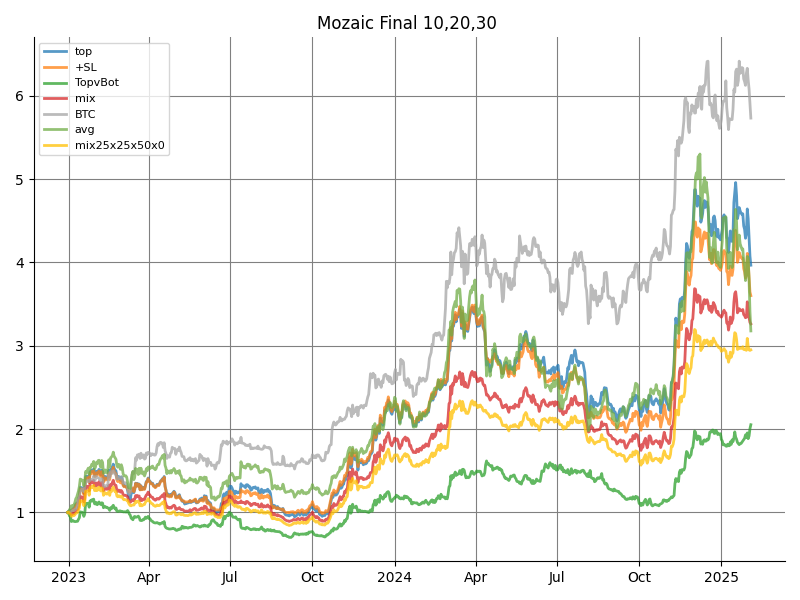 Mozaic Final 10,20,30
top
+SL
TopvBot
mix
BTC
avg
mix25x25x50x0
6
5
4
3
2
1
2023 Apr Jul Oct 2024 Apr Jul Oct 2025